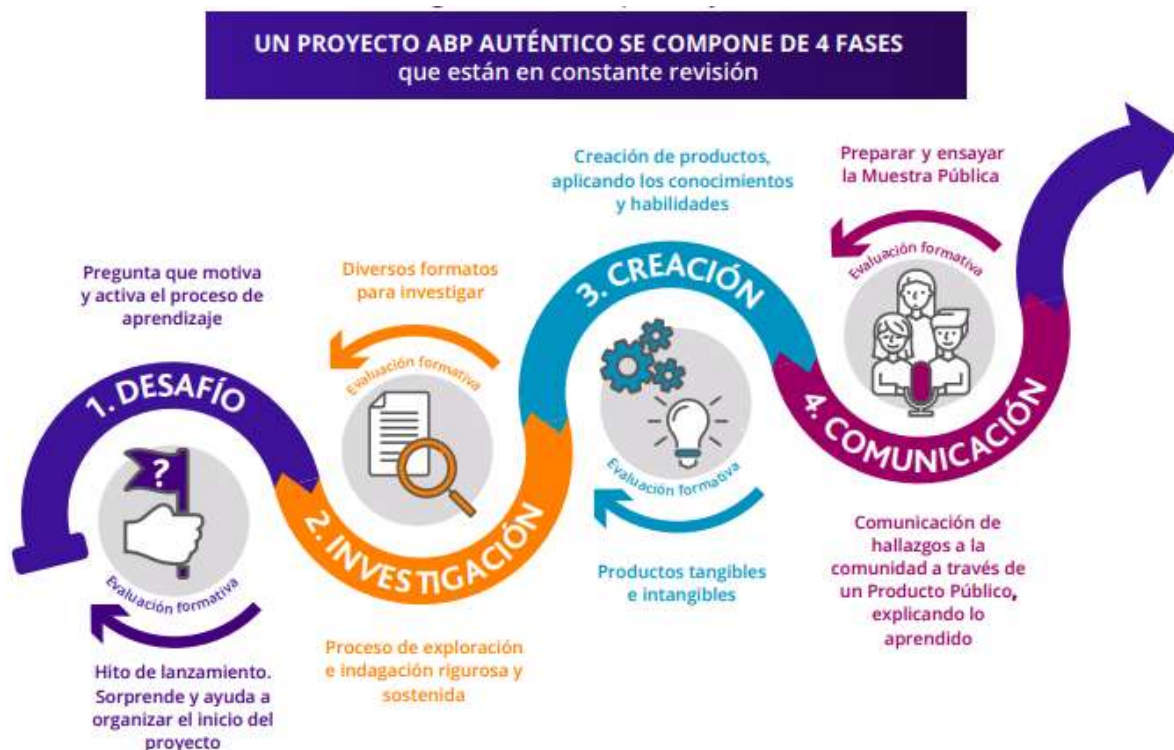 UN PROYECTO ABP AUTÉNTICO SE COMPONE DE 4 FASES
que están en constante revisión
Pregunta que motiva
y activa el proceso de
aprendizaje
1. DESAFÍO
?
Evaluación formativa
Hito de lanzamiento.
Sorprende y ayuda a
organizar el inicio del
proyecto
Diversos formatos
para investigar
Evaluación formativa
2. INVESTIGACIÓN
Proceso de exploración
e indagación rigurosa y
sostenida
Creación de productos,
aplicando los conocimientos
y habilidades
3. CREACIÓN
Evaluación formativa
Productos tangibles
e intangibles
Preparar y ensayar
la Muestra Pública
Evaluación formativa
4. COMUNICACIÓN
Comunicación de
hallazgos a la
comunidad a través de
un Producto Público,
explicando lo
aprendido